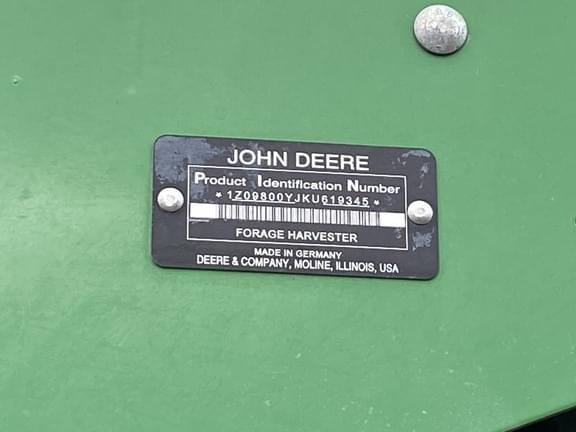 JOHN DEERE
Product Identification Number
* 1Z09800YJKU619345 *
FORAGE HARVESTER
MADE IN GERMANY
DEERE & COMPANY, MOLINE, ILLINOIS, USA